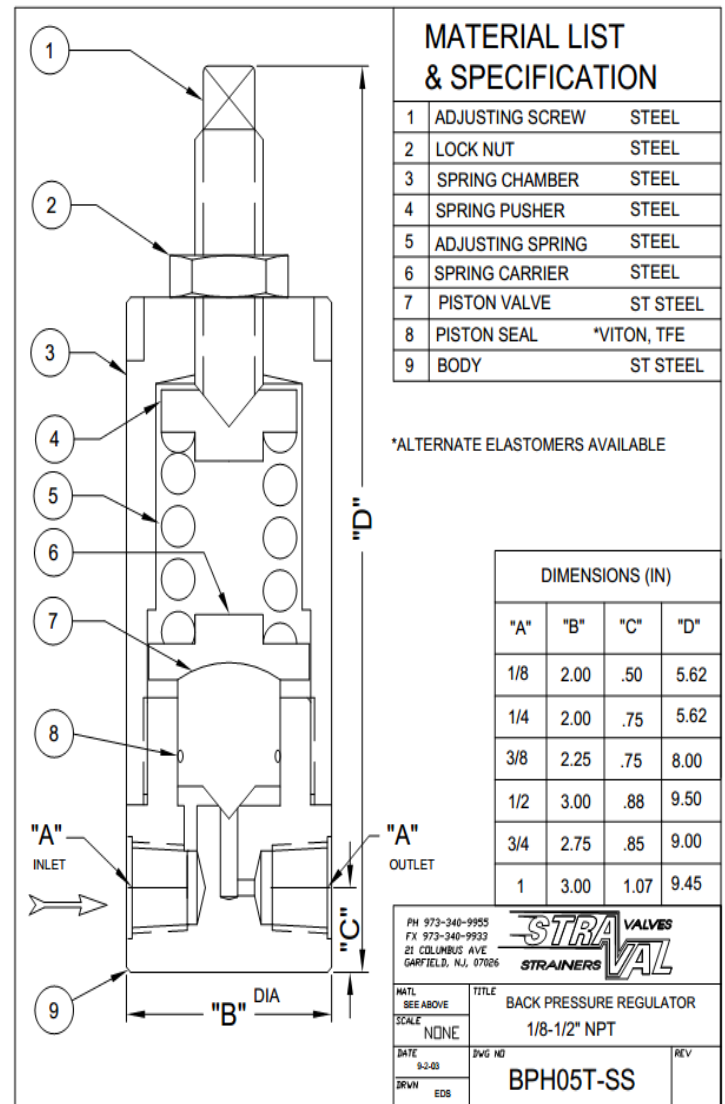 1
2
3
4
5
6
7
8
9
"A"
INLET
"A"
OUTLET
"B" DIA
"C"
"D"
MATERIAL LIST
& SPECIFICATION
1 ADJUSTING SCREW STEEL
2 LOCK NUT STEEL
3 SPRING CHAMBER STEEL
4 SPRING PUSHER STEEL
5 ADJUSTING SPRING STEEL
6 SPRING CARRIER STEEL
7 PISTON VALVE ST STEEL
8 PISTON SEAL *VITON, TFE
9 BODY ST STEEL
*ALTERNATE ELASTOMERS AVAILABLE
DIMENSIONS (IN)
"A" "B" "C" "D"
1/8 2.00 .50 5.62
1/4 2.00 .75 5.62
3/8 2.25 .75 8.00
1/2 3.00 .88 9.50
3/4 2.75 .85 9.00
1 3.00 1.07 9.45
PH 973-340-9955
FX 973-340-9933
21 COLUMBUS AVE
GARFIELD, NJ, 07026
STRA VALVES
STRAINERS VAL
MATL
SEE ABOVE
TITLE
BACK PRESSURE REGULATOR
1/8-1/2" NPT
SCALE
NONE
DATE
9-2-03
DWG NO
BPH05T-SS
REV
DRWN
EDB